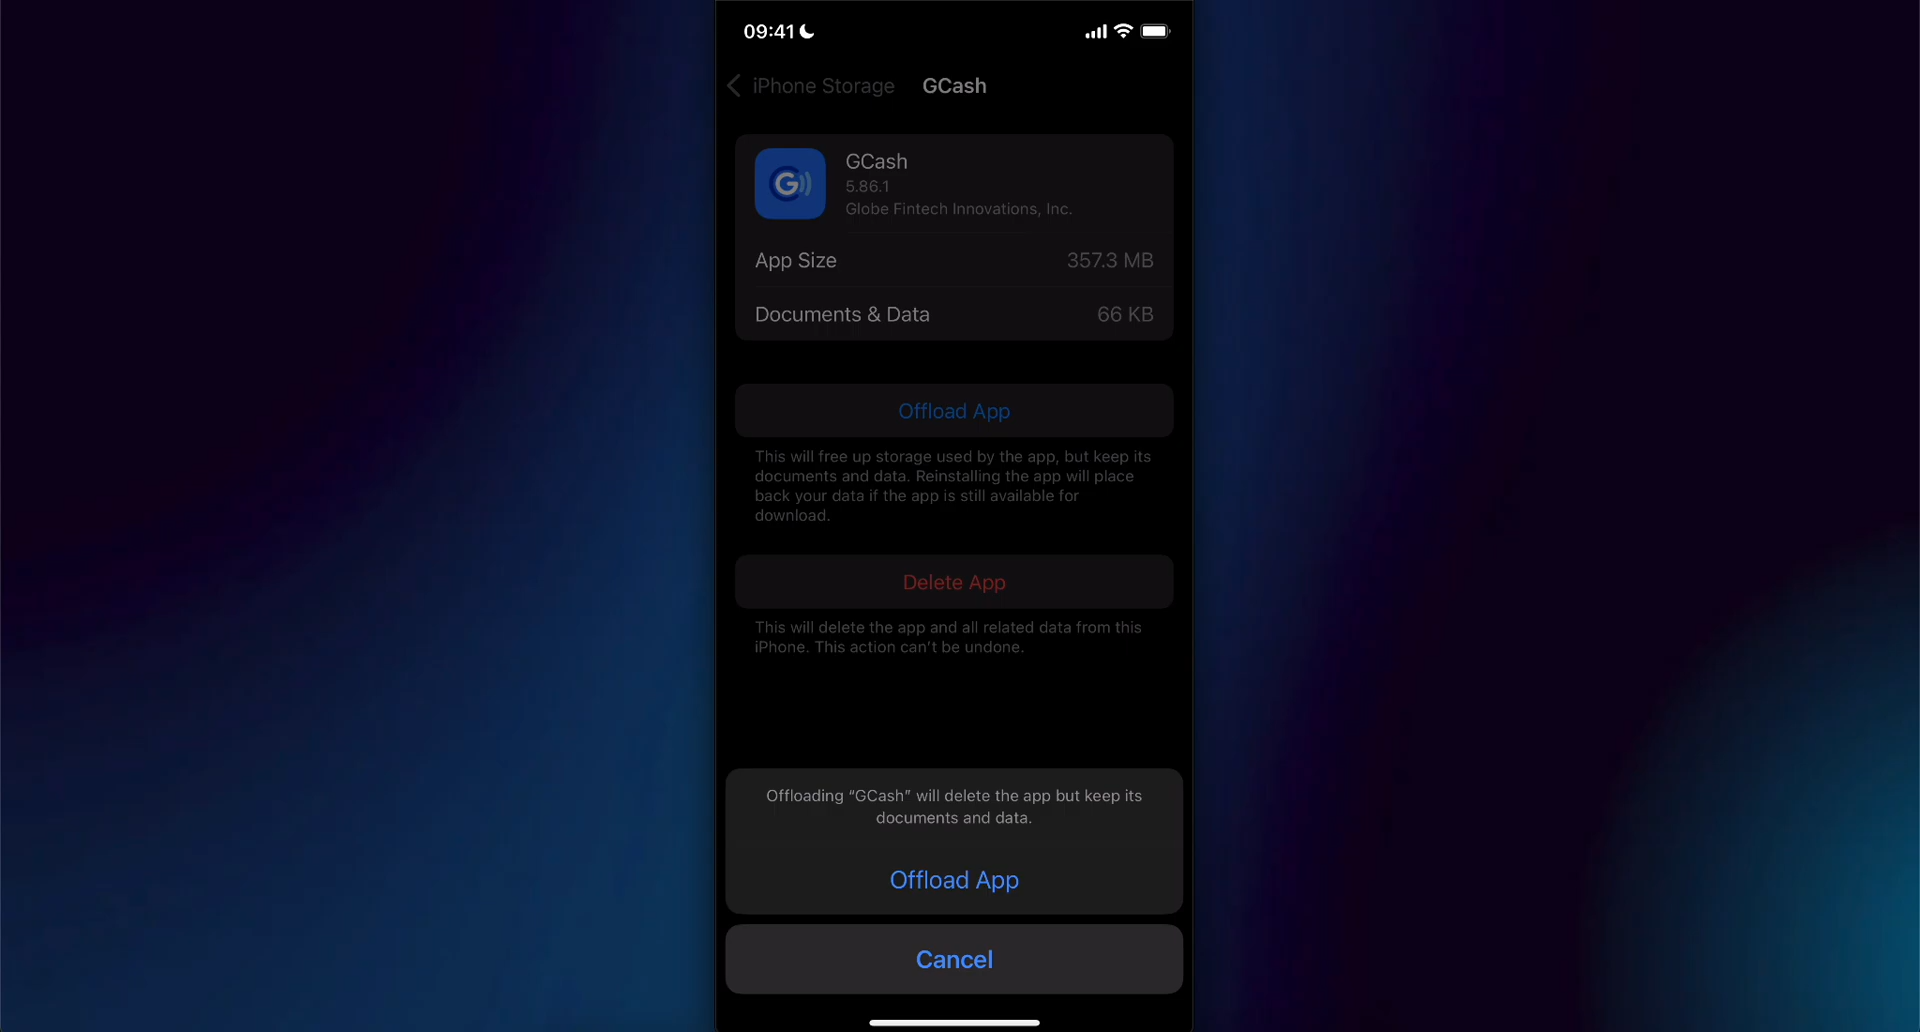 09:41
iPhone Storage GCash
G
GCash
5.86.1
Globe Fintech Innovations, Inc.
App Size 357.3 MB
Documents & Data 66 KB
Offload App
This will free up storage used by the app, but keep its
documents and data. Reinstalling the app will place
back your data if the app is still available for
download.
Delete App
This will delete the app and all related data from this
iPhone. This action can't be undone.
Offloading “GCash” will delete the app but keep its
documents and data.
Offload App
Cancel